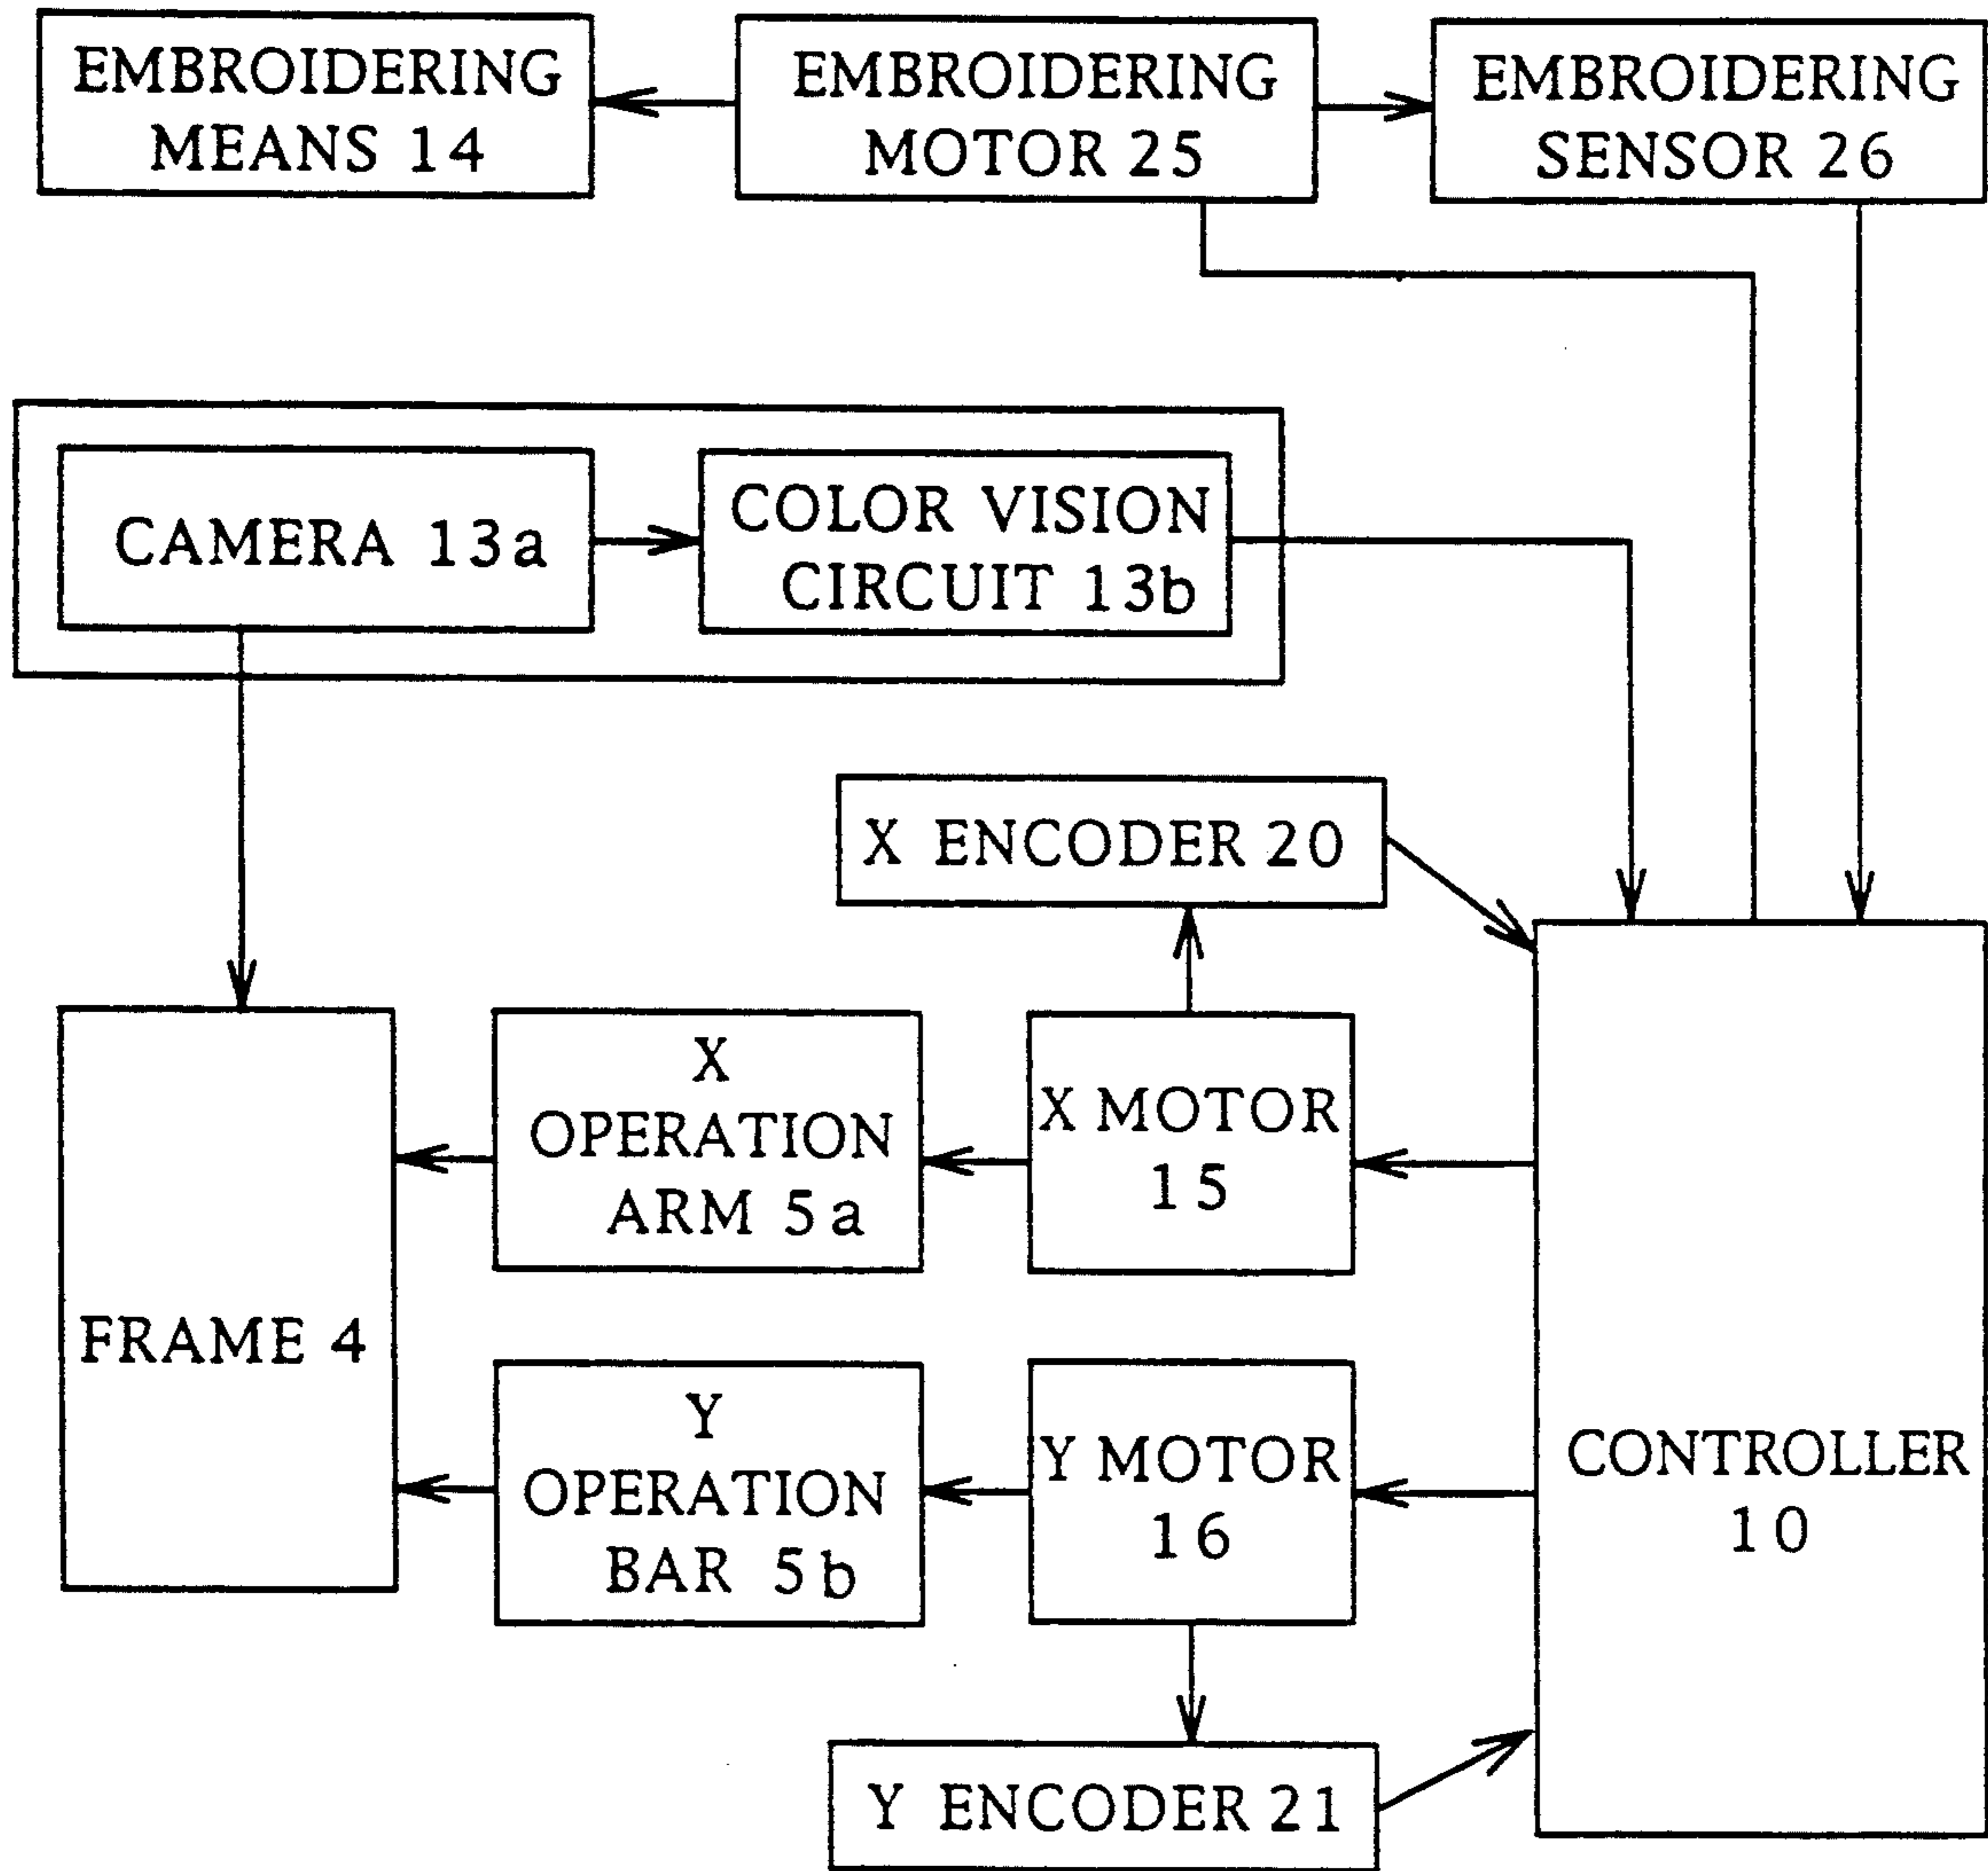 EMBROIDERING
MEANS 14
EMBROIDERING
MOTOR 25
EMBROIDERING
SENSOR 26
CAMERA 13a
COLOR VISION
CIRCUIT 13b
X ENCODER 20
X
OPERATION
ARM 5a
X MOTOR
15
FRAME 4
Y
OPERATION
BAR 5b
Y MOTOR
16
CONTROLLER
10
Y ENCODER 21